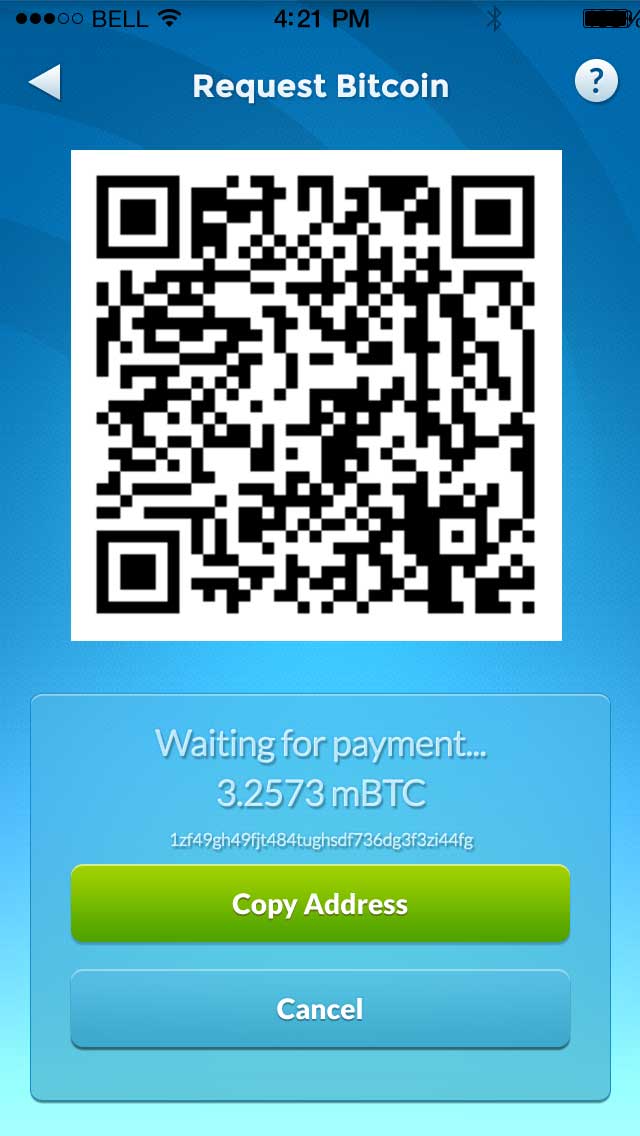 BELL 4:21 PM %
Request Bitcoin
?
Waiting for payment...
3.2573 mBTC
1zf49gh49fjt484tughsdf736dg3f3zi44fg
Copy Address
Cancel